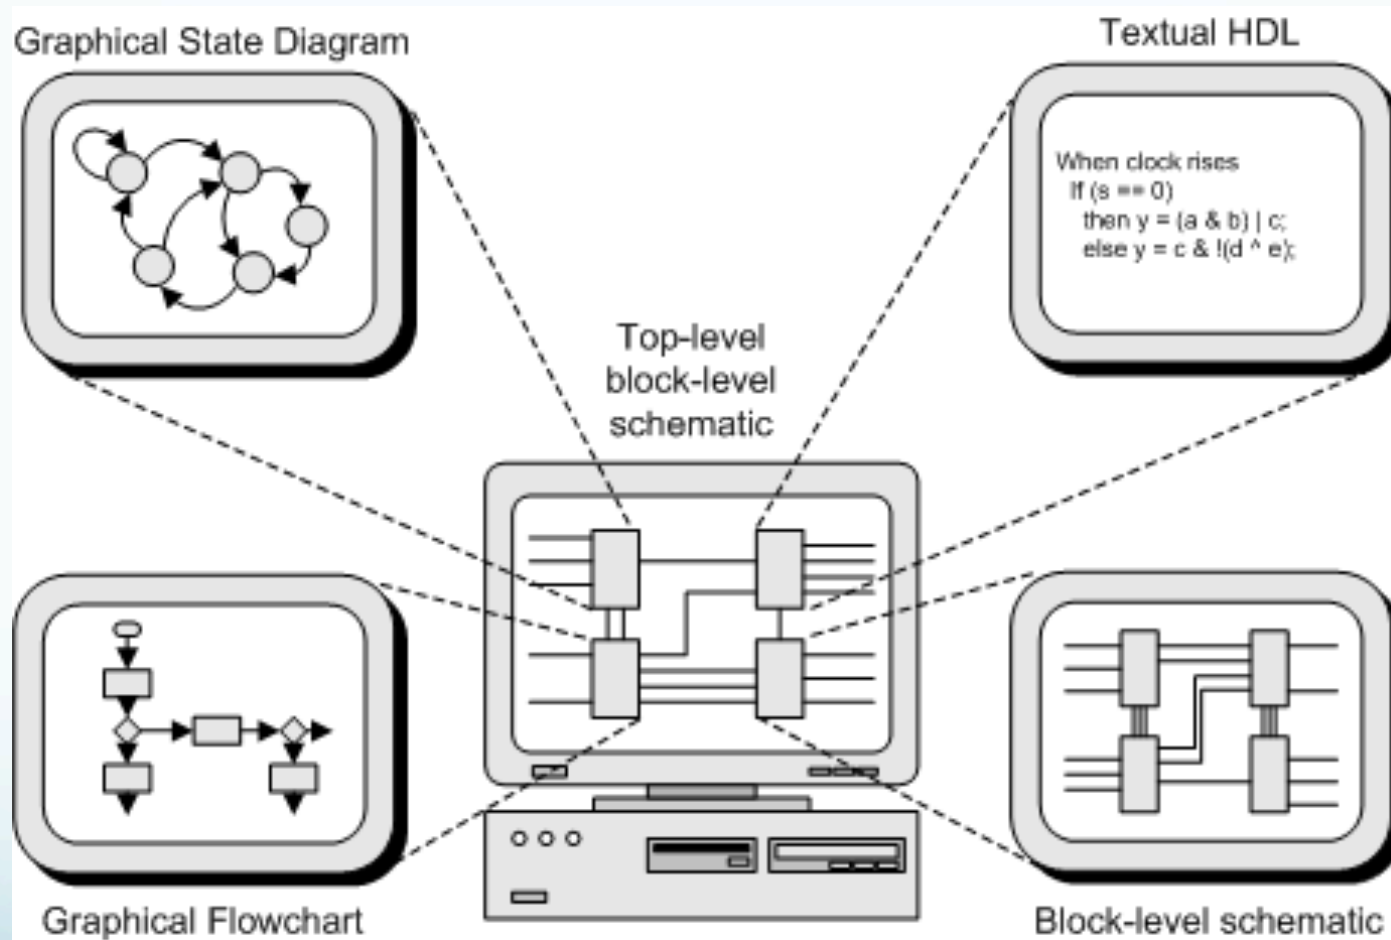 Graphical State Diagram
Textual HDL
When clock rises
If (s == 0)
then y = (a & b) | c;
else y = c & !(d ^ e);
Top-level
block-level
schematic
Graphical Flowchart
Block-level schematic